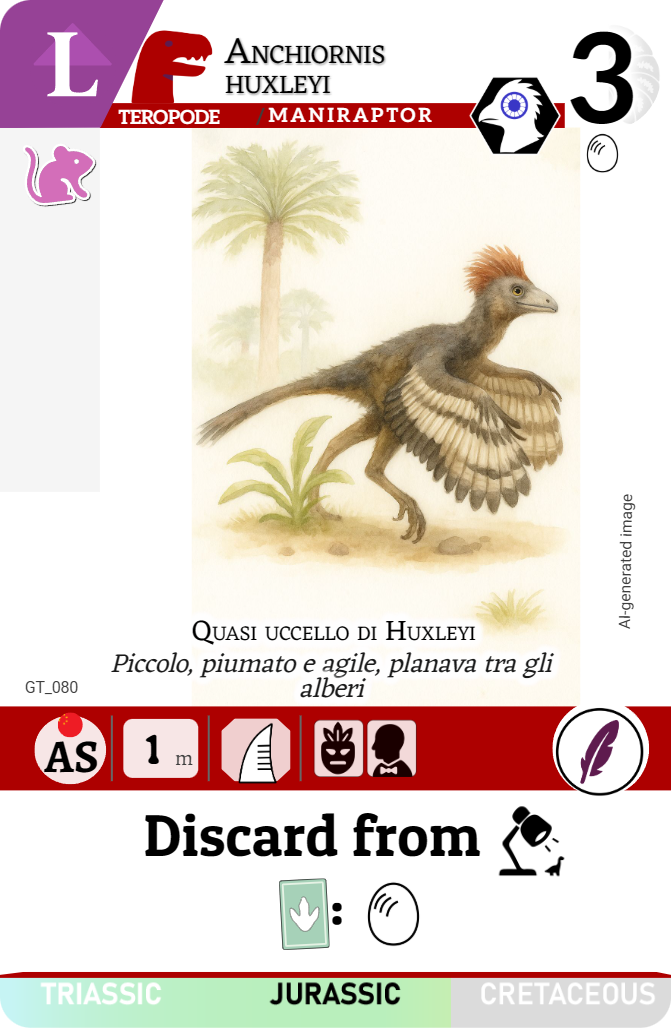 L
Anchiornis
huxleyi
3
TEROPODE / MANIRAPTOR
AI-generated image
Quasi uccello di Huxleyi
Piccolo, piumato e agile, planava tra gli
alberi
GT_080
AS
1 m
Discard from
:
TRIASSIC JURASSIC CRETACEOUS